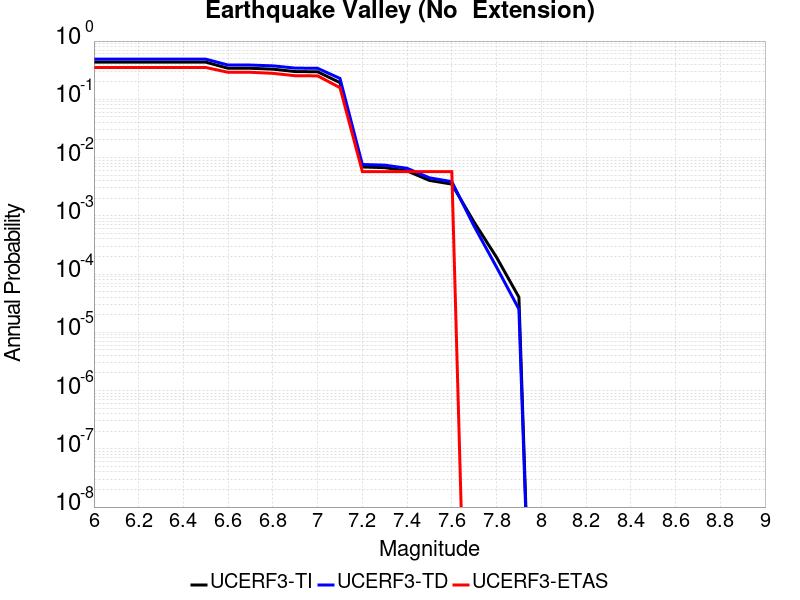 Earthquake Valley (No  Extension)
10^0
10^-1
10^-2
10^-3
10^-4
10^-5
10^-6
10^-7
10^-8
Annual Probability
6 6.2 6.4 6.6 6.8 7 7.2 7.4 7.6 7.8 8 8.2 8.4 8.6 8.8 9
Magnitude
UCERF3-TI UCERF3-TD UCERF3-ETAS